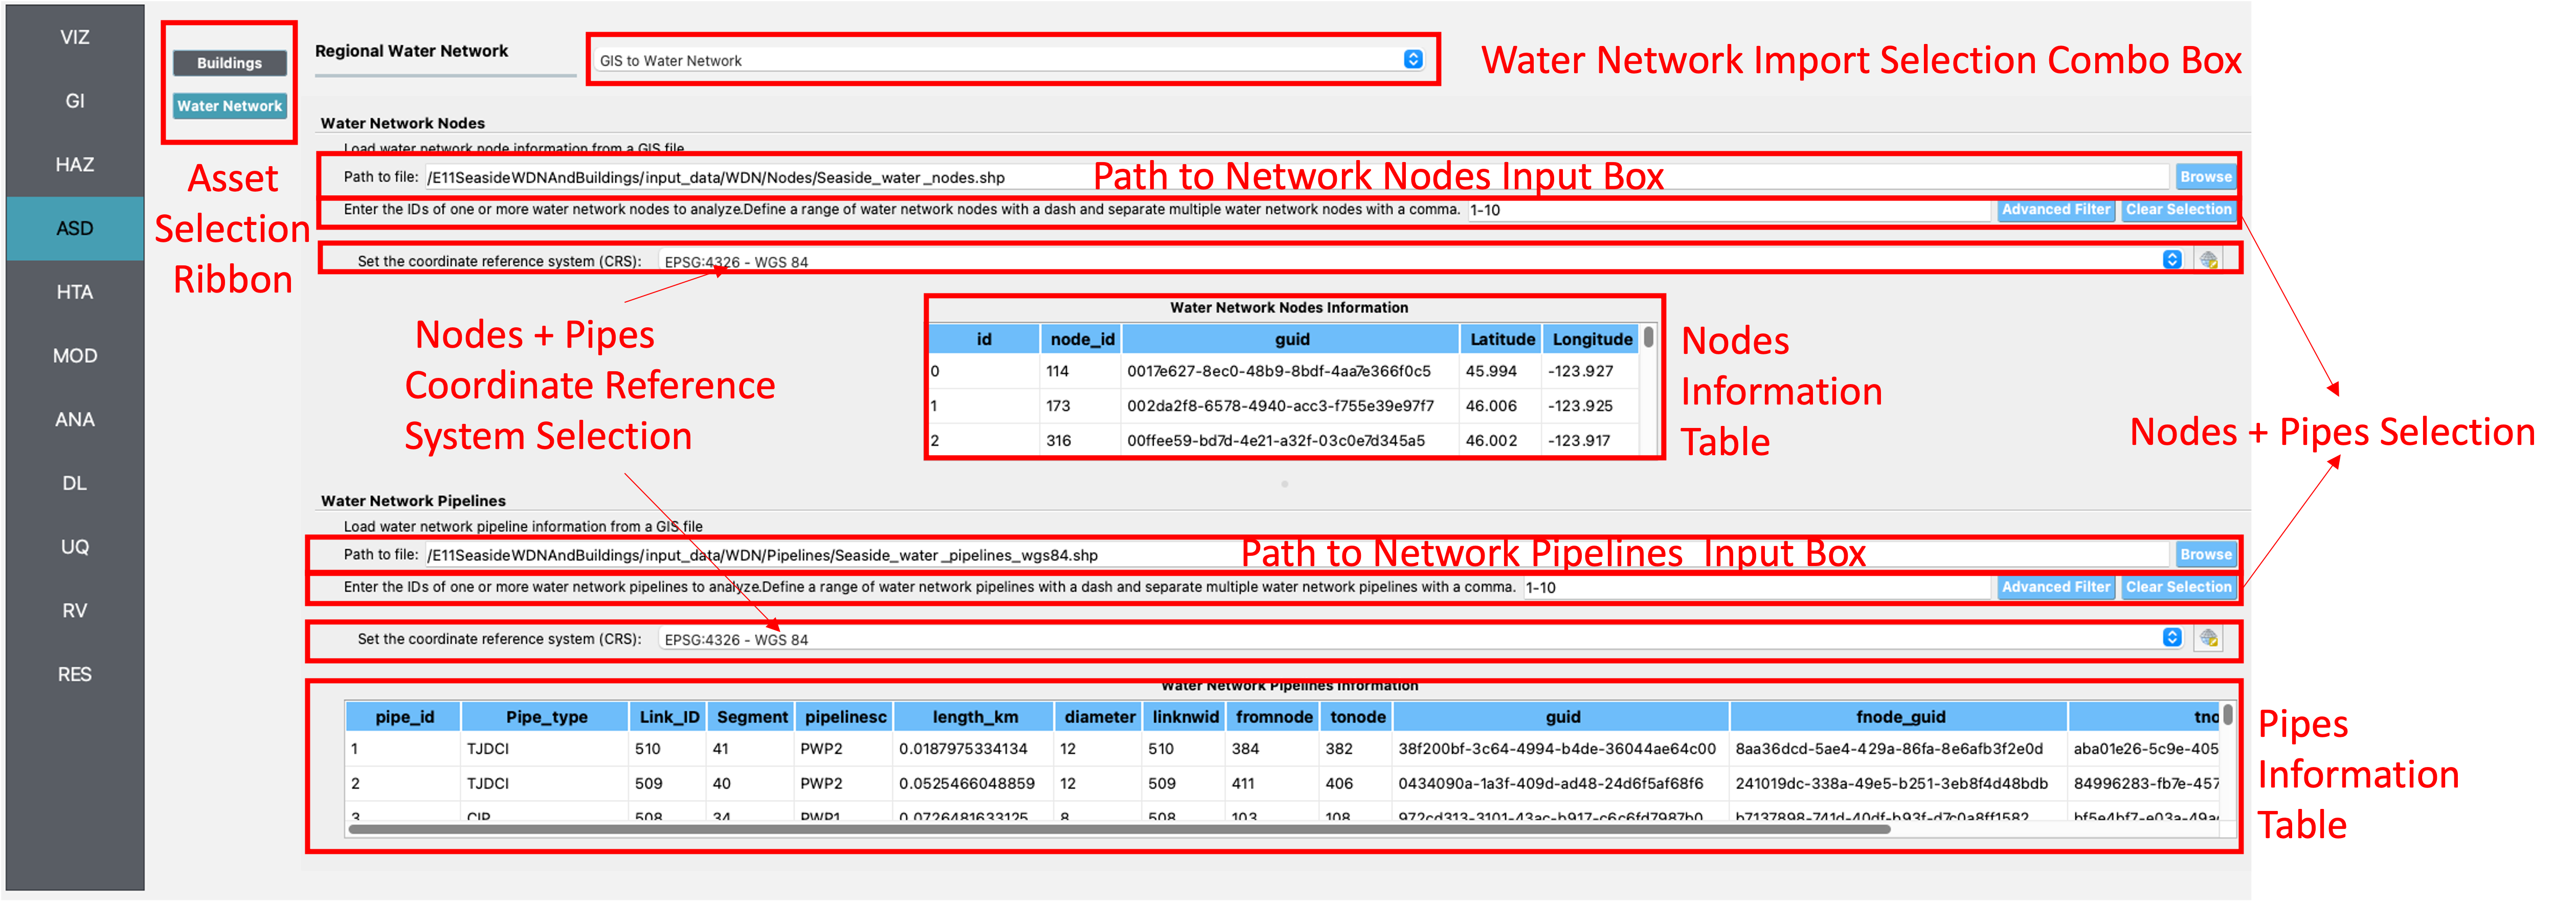 VIZ
GI
HAZ
ASD
HTA
MOD
ANA
DL
UQ
RV
RES
Buildings
Water Network
Asset
Selection
Ribbon
Regional Water Network
GIS to Water Network
Water Network Import Selection Combo Box
Water Network Nodes
Load water network node information from a GIS file
Path to file: /E11SeasideWDNAndBuildings/input_data/WDN/Nodes/Seaside_water_nodes.shp Browse
Path to Network Nodes Input Box
Enter the IDs of one or more water network nodes to analyze.Define a range of water network nodes with a dash and separate multiple water network nodes with a comma. 1-10 Advanced Filter Clear Selection
Set the coordinate reference system (CRS): EPSG:4326 - WGS 84
Nodes + Pipes
Coordinate Reference
System Selection
Water Network Nodes Information
id node_id guid Latitude Longitude
0 114 0017e627-8ec0-48b9-8bdf-4aa7e366f0c5 45.994 -123.927
1 173 002da2f8-6578-4940-acc3-f755e39e97f7 46.006 -123.925
2 316 00ffee59-bd7d-4e21-a32f-03c0e7d345a5 46.002 -123.917
Nodes
Information
Table
Nodes + Pipes Selection
Water Network Pipelines
Load water network pipeline information from a GIS file
Path to file: /E11SeasideWDNAndBuildings/input_data/WDN/Pipelines/Seaside_water_pipelines_wgs84.shp Browse
Path to Network Pipelines Input Box
Enter the IDs of one or more water network pipelines to analyze.Define a range of water network pipelines with a dash and separate multiple water network pipelines with a comma. 1-10 Advanced Filter Clear Selection
Set the coordinate reference system (CRS): EPSG:4326 - WGS 84
Water Network Pipelines Information
pipe_id Pipe_type Link_ID Segment pipelinesc length_km diameter linknwid fromnode tonode guid fnode_guid tno
1 TJDCI 510 41 PWP2 0.0187975334134 12 510 384 382 38f200bf-3c64-4994-b4de-36044ae64c00 8aa36dcd-5ae4-429a-86fa-8e6afb3f2e0d aba01e26-5c9e-405
2 TJDCI 509 40 PWP2 0.0525466048859 12 509 411 406 0434090a-1a3f-409d-ad48-24d6f5af68f6 241019dc-338a-49e5-b251-3eb8f4d48bdb 84996283-fb7e-457
3 CIP 508 34 PWP1 0.0726481633125 8 508 103 108 972cd313-3101-43ac-b917-c6c6fd7987b0 b7137898-741d-40df-b93f-d7c0a8ff1582
Pipes
Information
Table